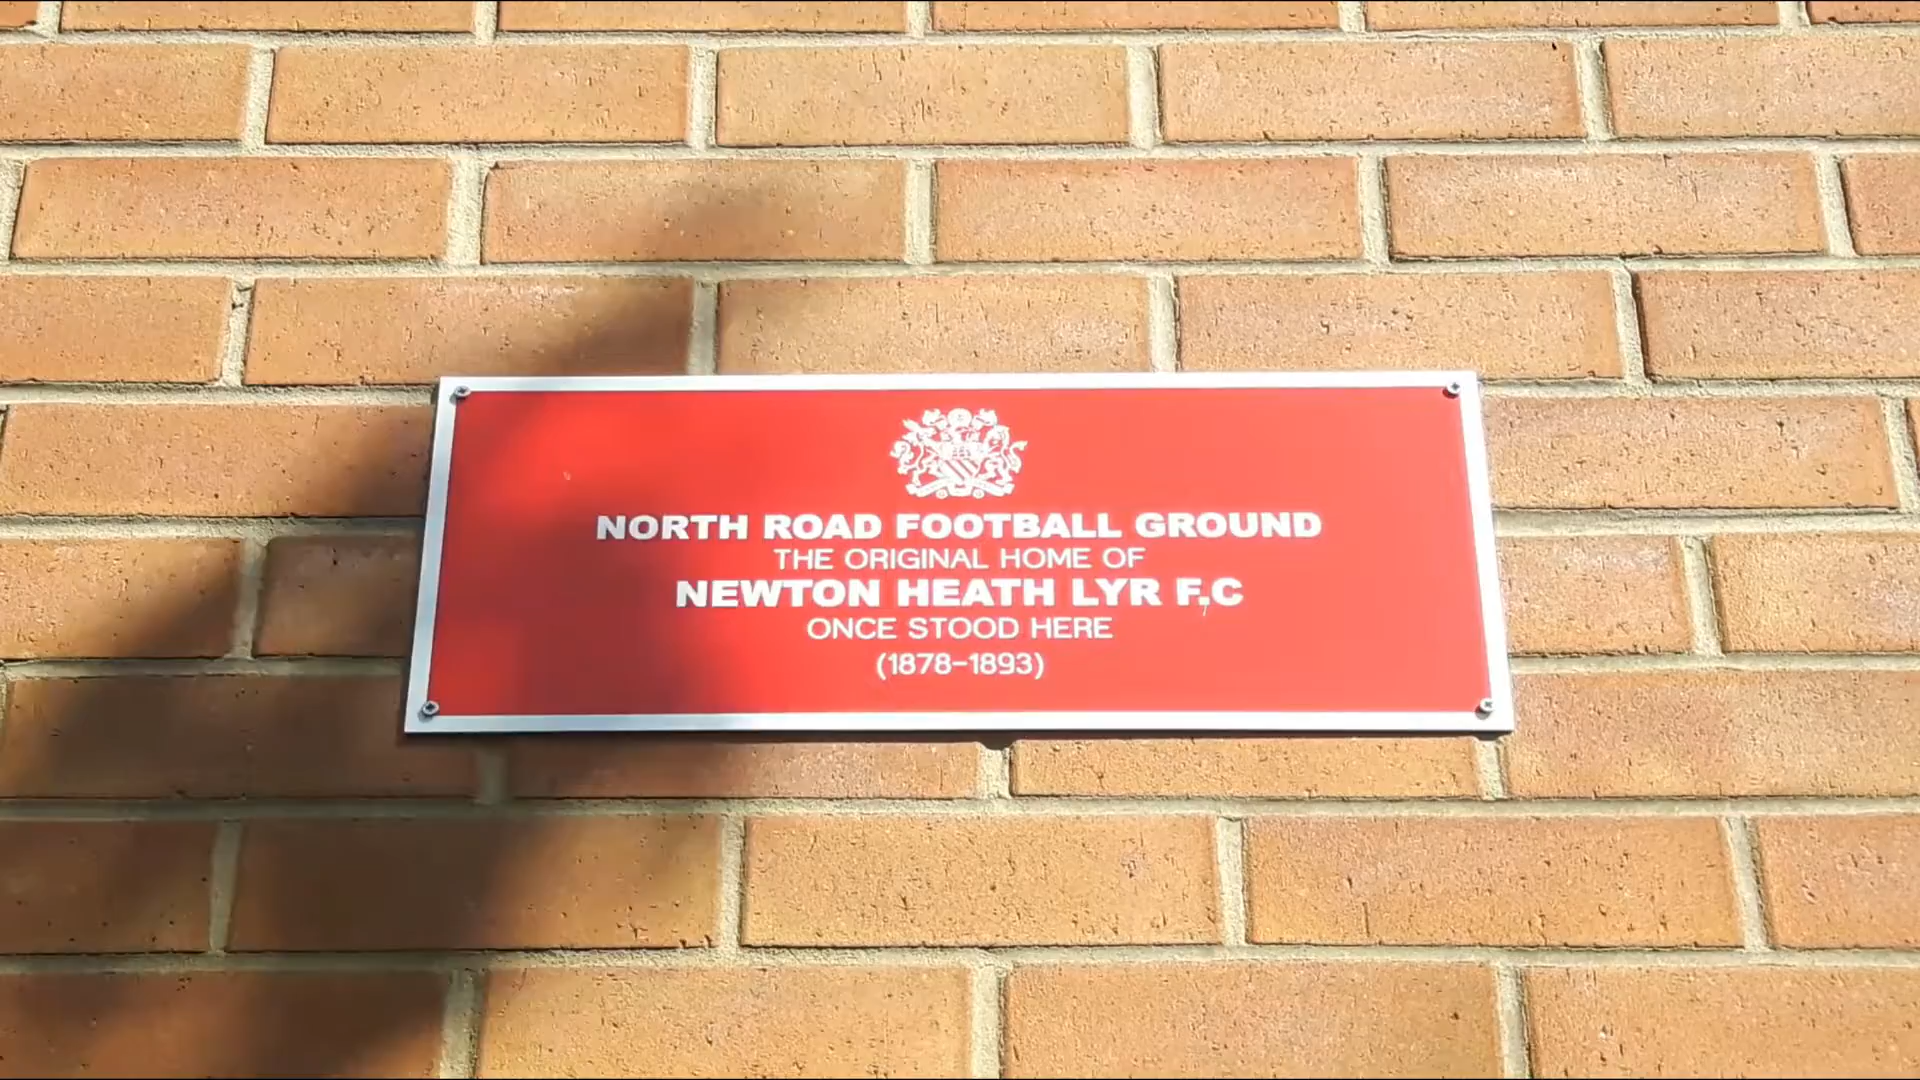 NORTH ROAD FOOTBALL GROUND
THE ORIGINAL HOME OF
NEWTON HEATH LYR F.C
ONCE STOOD HERE
(1878-1893)